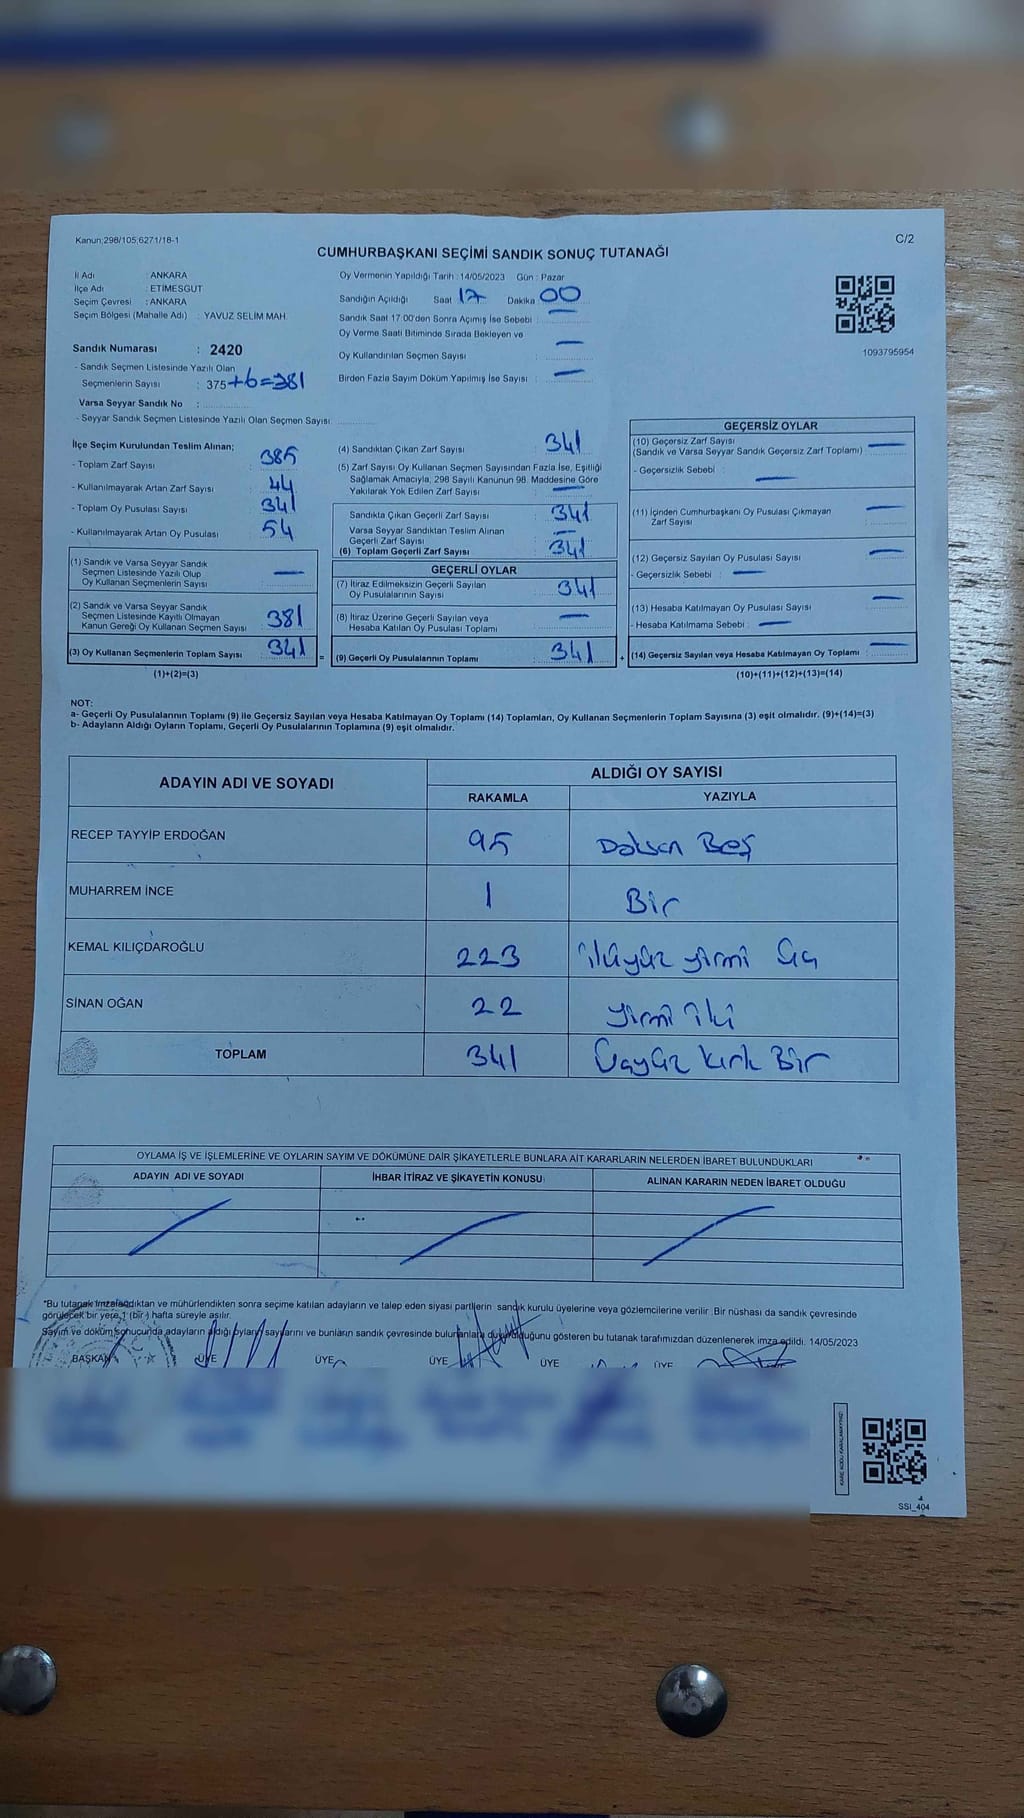 Kanun;298/105;6271/18-1
C/2
CUMHURBAŞKANI SEÇİMİ SANDIK SONUÇ TUTANAĞI
İl Adı : ANKARA
İlçe Adı : ETİMESGUT
Seçim Çevresi : ANKARA
Seçim Bölgesi (Mahalle Adı) : YAVUZ SELİM MAH.
Sandık Numarası : 2420
- Sandık Seçmen Listesinde Yazılı Olan
Seçmenlerin Sayısı : 375+6=381
Varsa Seyyar Sandık No :
- Seyyar Sandık Seçmen Listesinde Yazılı Olan Seçmen Sayısı:
Oy Vermenin Yapıldığı Tarih : 14/05/2023 Gün : Pazar
Sandığın Açıldığı Saat 17 Dakika 00
Sandık Saat 17:00'den Sonra Açımış İse Sebebi : —
Oy Verme Saati Bitiminde Sırada Bekleyen ve
Oy Kullandırılan Seçmen Sayısı : —
Birden Fazla Sayım Döküm Yapılmış İse Sayısı : —
1093795954
İlçe Seçim Kurulundan Teslim Alınan;
- Toplam Zarf Sayısı : 385
- Kullanılmayarak Artan Zarf Sayısı : 44
- Toplam Oy Pusulası Sayısı : 341
- Kullanılmayarak Artan Oy Pusulası : 54
(1) Sandık ve Varsa Seyyar Sandık
Seçmen Listesinde Yazılı Olup
Oy Kullanan Seçmenlerin Sayısı : —
(2) Sandık ve Varsa Seyyar Sandık
Seçmen Listesinde Kayıtlı Olmayan
Kanun Gereği Oy Kullanan Seçmen Sayısı : 381
(3) Oy Kullanan Seçmenlerin Toplam Sayısı : 341 =
(1)+(2)=(3)
(4) Sandıktan Çıkan Zarf Sayısı : 341
(5) Zarf Sayısı Oy Kullanan Seçmen Sayısından Fazla İse, Eşitliği
Sağlamak Amacıyla, 298 Sayılı Kanunun 98. Maddesine Göre
Yakılarak Yok Edilen Zarf Sayısı : —
Sandıkta Çıkan Geçerli Zarf Sayısı : 341
Varsa Seyyar Sandıktan Teslim Alınan
Geçerli Zarf Sayısı : —
(6) Toplam Geçerli Zarf Sayısı : 341
GEÇERLİ OYLAR
(7) İtiraz Edilmeksizin Geçerli Sayılan
Oy Pusulalarının Sayısı : 341
(8) İtiraz Üzerine Geçerli Sayılan veya
Hesaba Katılan Oy Pusulası Toplamı : —
(9) Geçerli Oy Pusulalarının Toplamı : 341 +
GEÇERSİZ OYLAR
(10) Geçersiz Zarf Sayısı
(Sandık ve Varsa Seyyar Sandık Geçersiz Zarf Toplamı) : —
- Geçersizlik Sebebi : —
(11) İçinden Cumhurbaşkanı Oy Pusulası Çıkmayan
Zarf Sayısı : —
(12) Geçersiz Sayılan Oy Pusulası Sayısı : —
- Geçersizlik Sebebi : —
(13) Hesaba Katılmayan Oy Pusulası Sayısı : —
- Hesaba Katılmama Sebebi : —
(14) Geçersiz Sayılan veya Hesaba Katılmayan Oy Toplamı : —
(10)+(11)+(12)+(13)=(14)
NOT:
a- Geçerli Oy Pusulalarının Toplamı (9) ile Geçersiz Sayılan veya Hesaba Katılmayan Oy Toplamı (14) Toplamları, Oy Kullanan Seçmenlerin Toplam Sayısına (3) eşit olmalıdır. (9)+(14)=(3)
b- Adayların Aldığı Oyların Toplamı, Geçerli Oy Pusulalarının Toplamına (9) eşit olmalıdır.
ADAYIN ADI VE SOYADI
ALDIĞI OY SAYISI
RAKAMLA YAZIYLA
RECEP TAYYİP ERDOĞAN 95 Doksan Beş
MUHARREM İNCE 1 Bir
KEMAL KILIÇDAROĞLU 223 ikiyüz yirmi üç
SİNAN OĞAN 22 yirmi iki
TOPLAM 341 Üçyüz kırk Bir
OYLAMA İŞ VE İŞLEMLERİNE VE OYLARIN SAYIM VE DÖKÜMÜNE DAİR ŞİKAYETLERLE BUNLARA AİT KARARLARIN NELERDEN İBARET BULUNDUKLARI
ADAYIN ADI VE SOYADI İHBAR İTİRAZ VE ŞİKAYETİN KONUSU ALINAN KARARIN NEDEN İBARET OLDUĞU
*Bu tutanak imzalandıktan ve mühürlendikten sonra seçime katılan adayların ve talep eden siyasi partilerin sandık kurulu üyelerine veya gözlemcilerine verilir. Bir nüshası da sandık çevresinde
görülecek bir yere 1 (bir) hafta süreyle asılır.
Sayım ve döküm sonucunda adayların aldığı oyların sayılarını ve bunların sandık çevresinde bulunanlara duyurulduğunu gösteren bu tutanak tarafımızdan düzenlenerek imza edildi. 14/05/2023
BAŞKAN ÜYE ÜYE ÜYE ÜYE ÜYE
KARE KODU KARALAMAYINIZ!
SSI_404